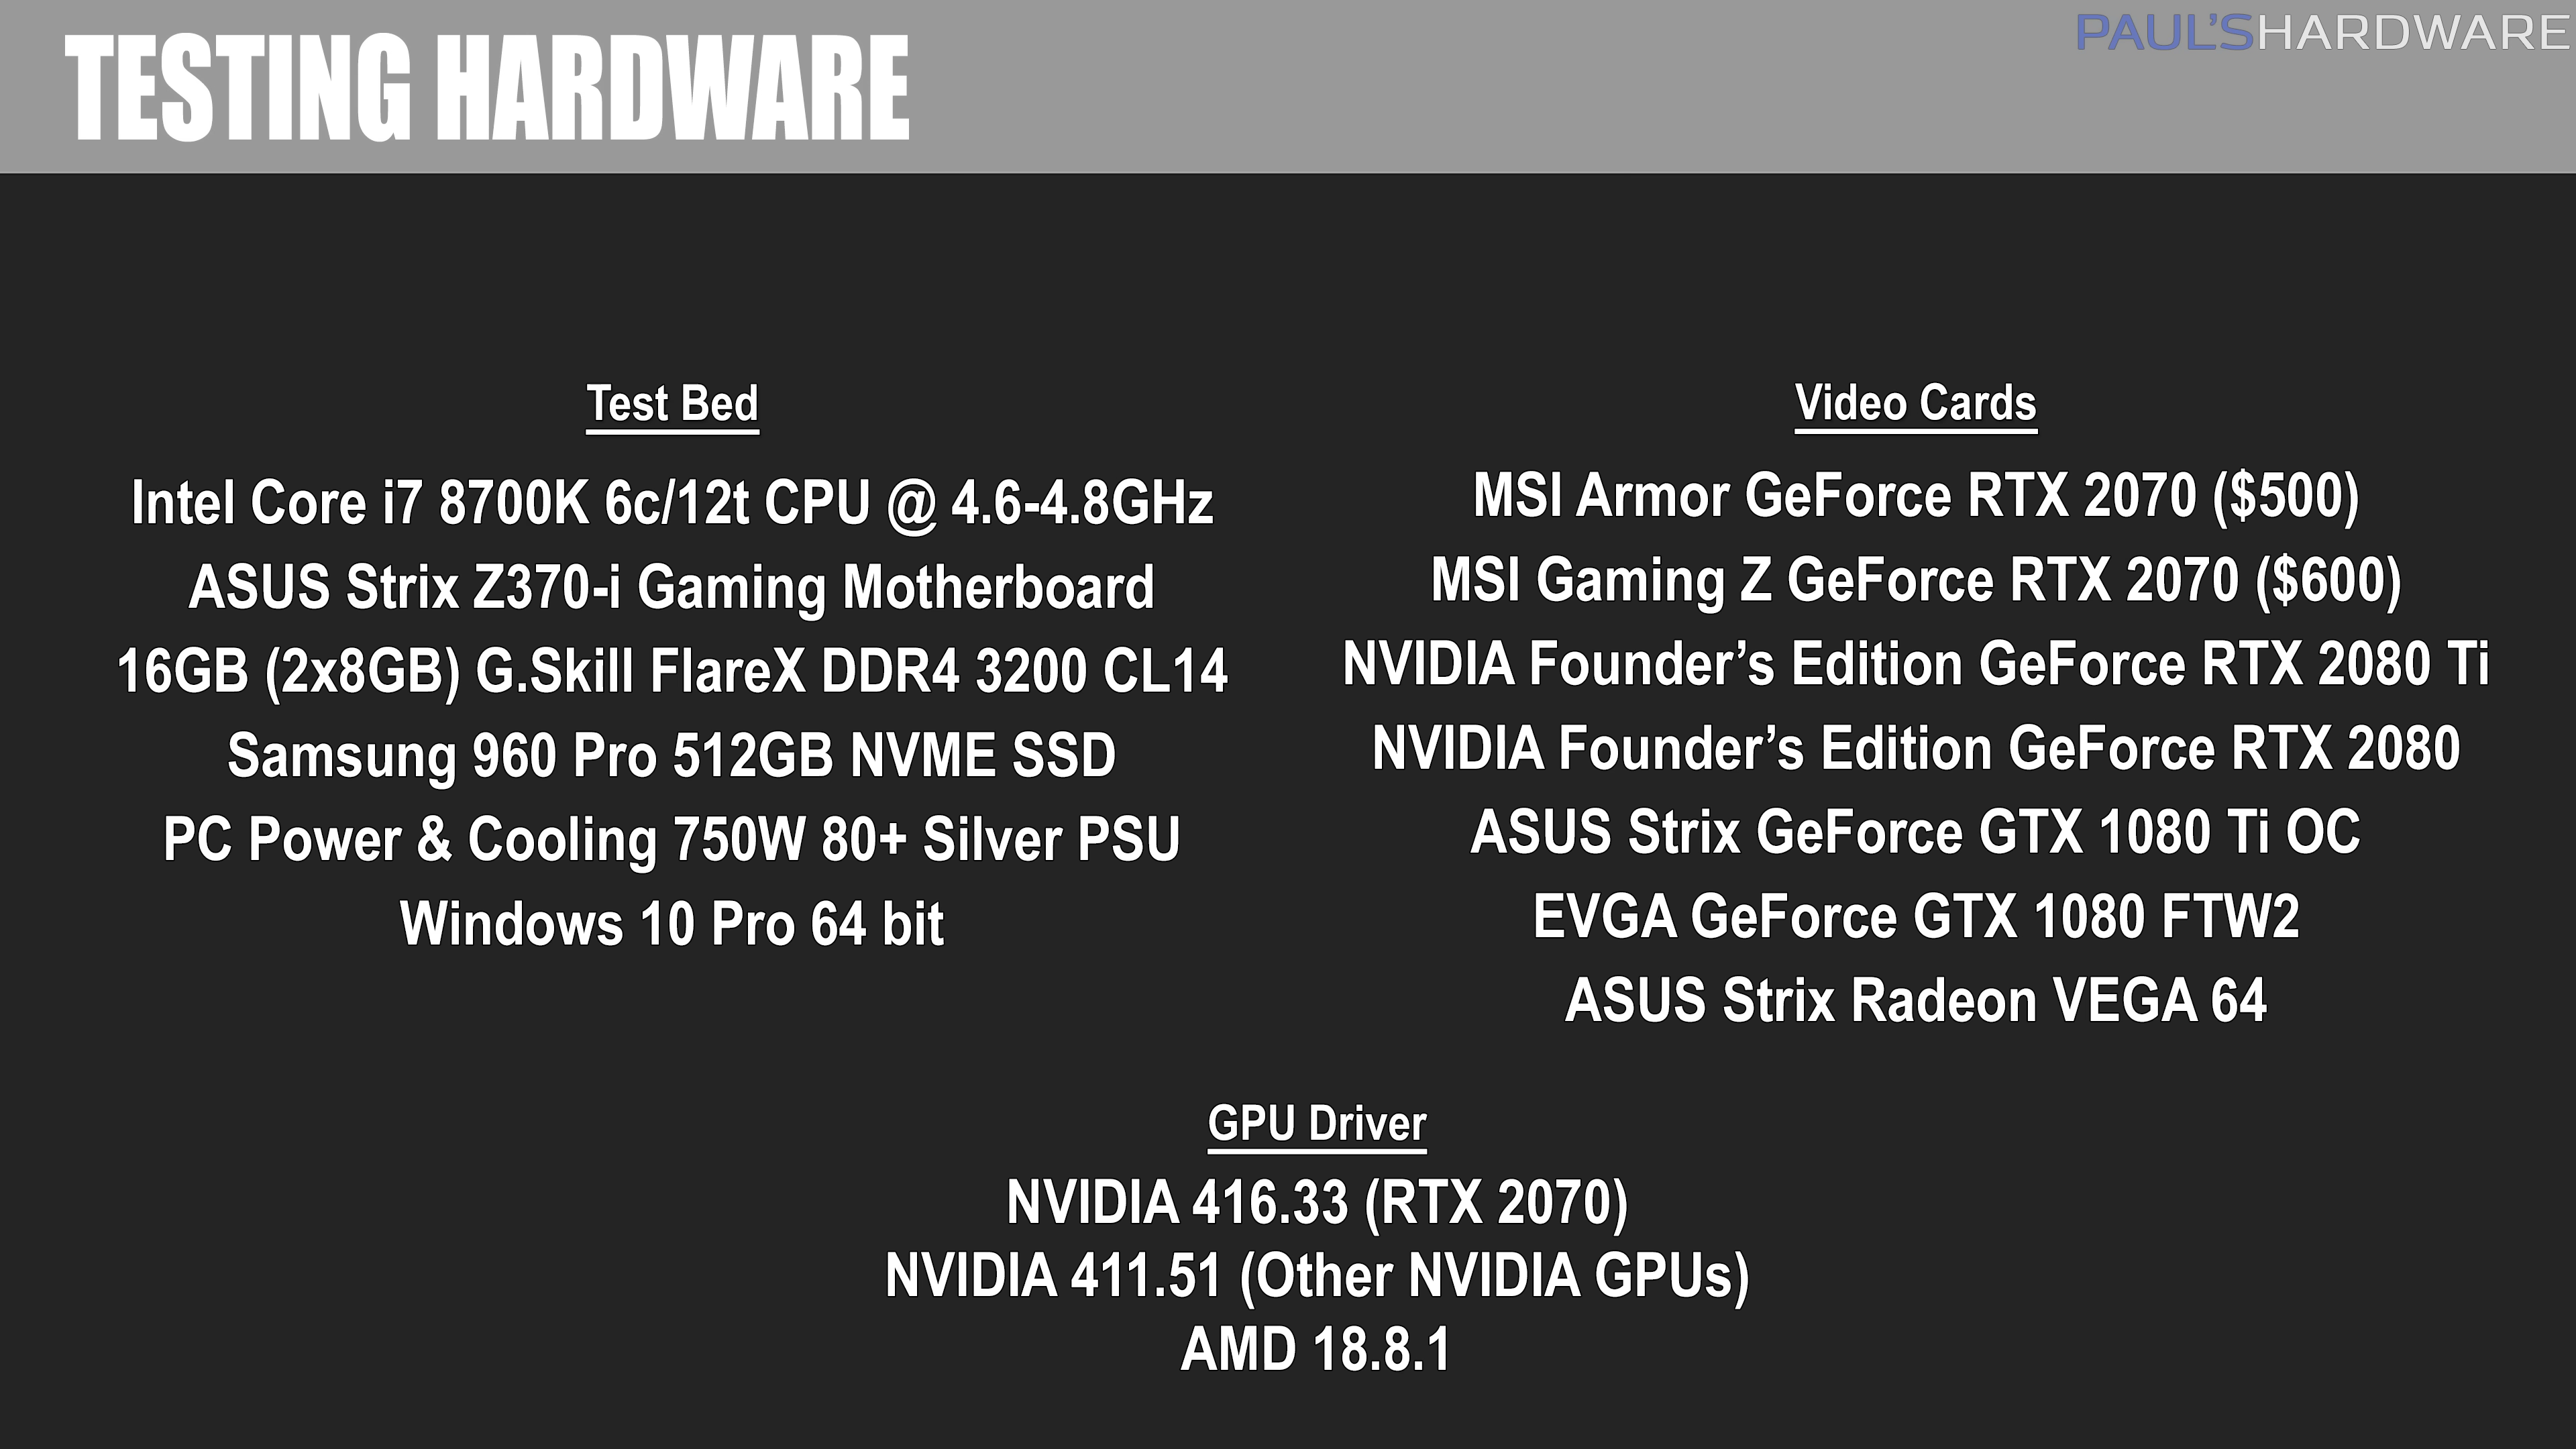 TESTING HARDWARE
PAUL'SHARDWARE
Test Bed
Intel Core i7 8700K 6c/12t CPU @ 4.6-4.8GHz
ASUS Strix Z370-i Gaming Motherboard
16GB (2x8GB) G.Skill FlareX DDR4 3200 CL14
Samsung 960 Pro 512GB NVME SSD
PC Power & Cooling 750W 80+ Silver PSU
Windows 10 Pro 64 bit
Video Cards
MSI Armor GeForce RTX 2070 ($500)
MSI Gaming Z GeForce RTX 2070 ($600)
NVIDIA Founder’s Edition GeForce RTX 2080 Ti
NVIDIA Founder’s Edition GeForce RTX 2080
ASUS Strix GeForce GTX 1080 Ti OC
EVGA GeForce GTX 1080 FTW2
ASUS Strix Radeon VEGA 64
GPU Driver
NVIDIA 416.33 (RTX 2070)
NVIDIA 411.51 (Other NVIDIA GPUs)
AMD 18.8.1